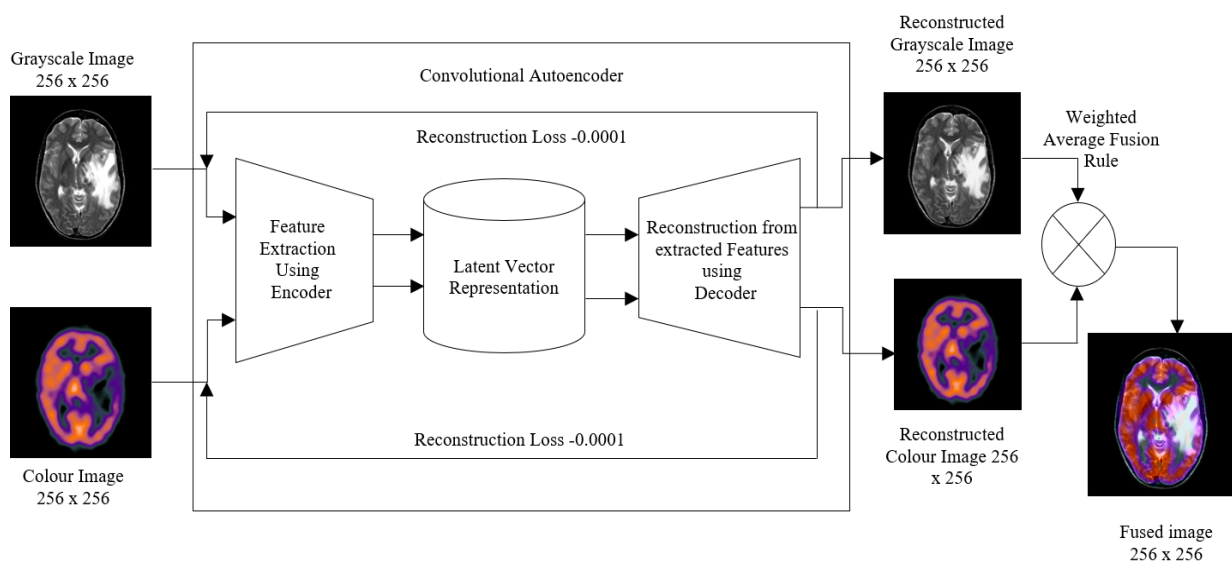 Grayscale Image
256 x 256
Convolutional Autoencoder
Reconstructed
Grayscale Image
256 x 256
Reconstruction Loss -0.0001
Weighted
Average Fusion
Rule
Feature
Extraction
Using
Encoder
Latent Vector
Representation
Reconstruction from
extracted Features
using
Decoder
Reconstruction Loss -0.0001
Colour Image
256 x 256
Reconstructed
Colour Image 256
x 256
Fused image
256 x 256